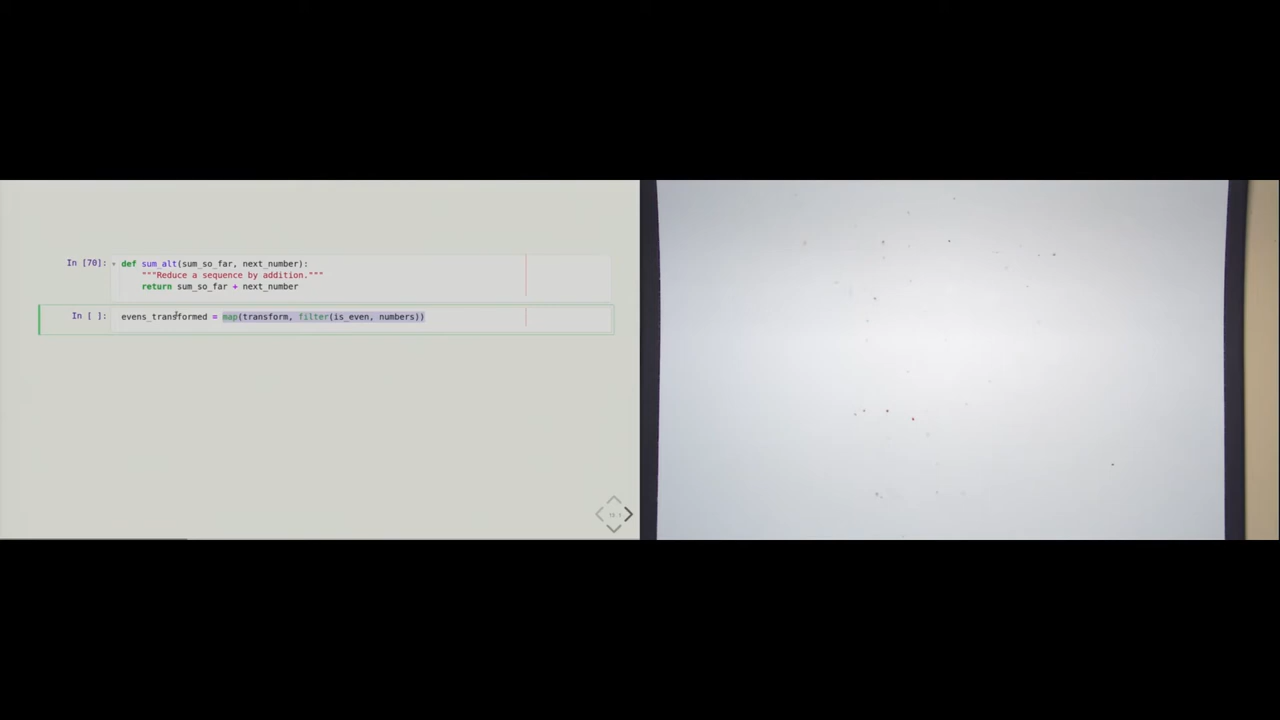 In [70]:
def sum_alt(sum_so_far, next_number):
"""Reduce a sequence by addition."""
return sum_so_far + next_number
In [ ]:
evens_transformed = map(transform, filter(is_even, numbers))